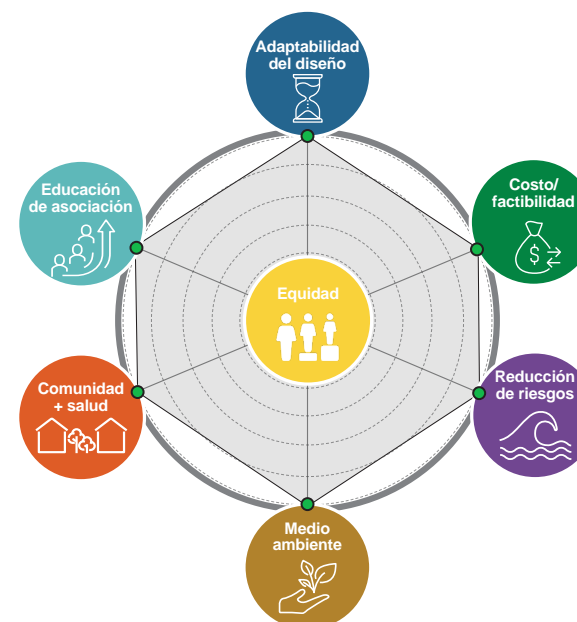 Adaptabilidad
del diseño
Educación
de asociación
Costo/
factibilidad
$
Equidad
Comunidad
+ salud
Reducción
de riesgos
Medio
ambiente